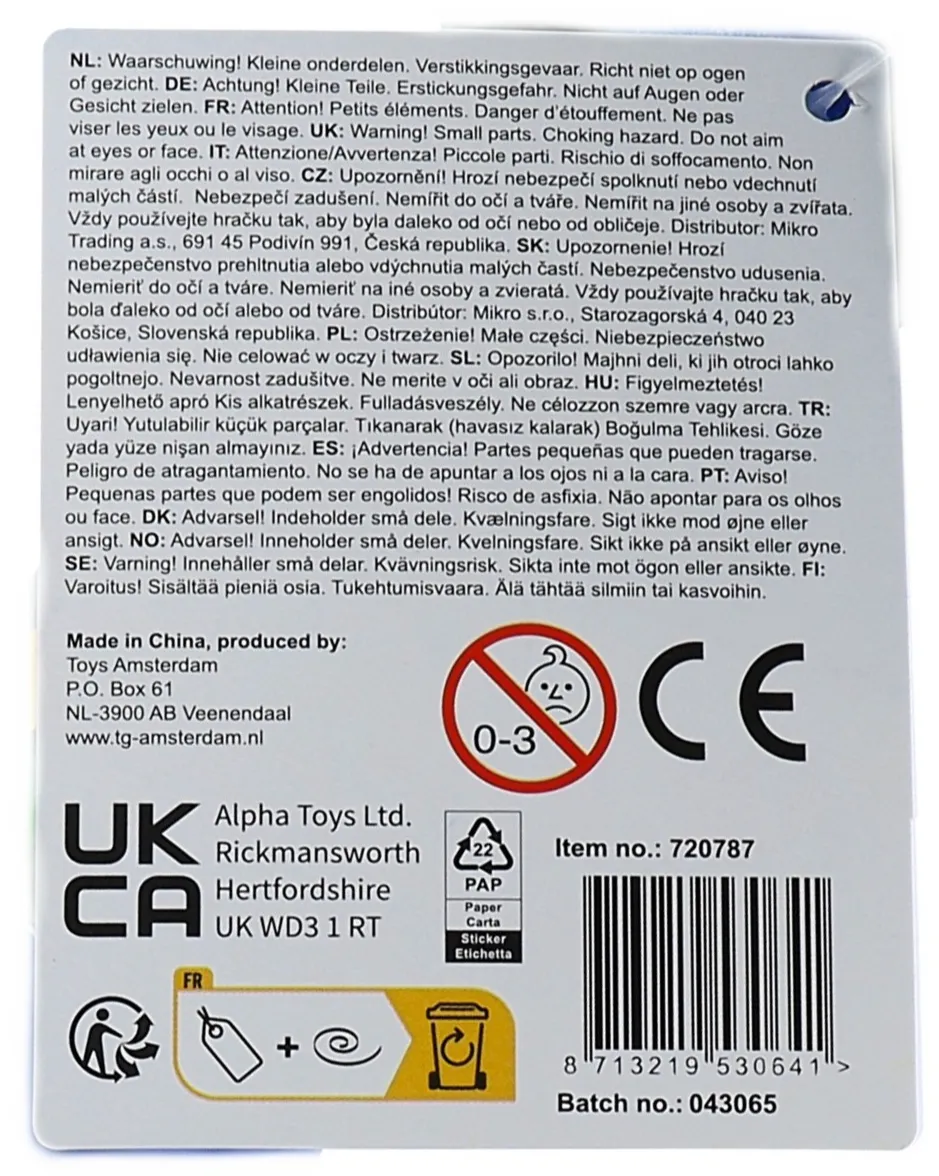 NL: Waarschuwing! Kleine onderdelen. Verstikkingsgevaar. Richt niet op ogen
of gezicht. DE: Achtung! Kleine Teile. Erstickungsgefahr. Nicht auf Augen oder
Gesicht zielen. FR: Attention! Petits éléments. Danger d'étouffement. Ne pas
viser les yeux ou le visage. UK: Warning! Small parts. Choking hazard. Do not aim
at eyes or face. IT: Attenzione/Avvertenza! Piccole parti. Rischio di soffocamento. Non
mirare agli occhi o al viso. CZ: Upozornění! Hrozí nebezpečí spolknutí nebo vdechnutí
malých částí. Nebezpečí zadušení. Nemířit do očí a tváře. Nemířit na jiné osoby a zvířata.
Vždy používejte hračku tak, aby byla daleko od očí nebo od obličeje. Distributor: Mikro
Trading a.s., 691 45 Podivín 991, Česká republika. SK: Upozornenie! Hrozí
nebezpečenstvo prehltnutia alebo vdýchnutia malých častí. Nebezpečenstvo udusenia.
Nemieriť do očí a tváre. Nemieriť na iné osoby a zvieratá. Vždy používajte hračku tak, aby
bola ďaleko od očí alebo od tváre. Distribútor: Mikro s.r.o., Starozagorská 4, 040 23
Košice, Slovenská republika. PL: Ostrzeżenie! Małe części. Niebezpieczeństwo
udławienia się. Nie celować w oczy i twarz. SL: Opozorilo! Majhni deli, ki jih otroci lahko
pogoltnejo. Nevarnost zadušitve. Ne merite v oči ali obraz. HU: Figyelmeztetés!
Lenyelhető apró Kis alkatrészek. Fulladásveszély. Ne célozzon szemre vagy arcra. TR:
Uyari! Yutulabilir küçük parçalar. Tıkanarak (havasız kalarak) Boğulma Tehlikesi. Göze
yada yüze nişan almayınız. ES: ¡Advertencia! Partes pequeñas que pueden tragarse.
Peligro de atragantamiento. No se ha de apuntar a los ojos ni a la cara. PT: Aviso!
Pequenas partes que podem ser engolidos! Risco de asfixia. Não apontar para os olhos
ou face. DK: Advarsel! Indeholder små dele. Kvælningsfare. Sigt ikke mod øjne eller
ansigt. NO: Advarsel! Inneholder små deler. Kvelningsfare. Sikt ikke på ansikt eller øyne.
SE: Varning! Innehåller små delar. Kvävningsrisk. Sikta inte mot ögon eller ansikte. FI:
Varoitus! Sisältää pieniä osia. Tukehtumisvaara. Älä tähtää silmiin tai kasvoihin.
Made in China, produced by:
Toys Amsterdam
P.O. Box 61
NL-3900 AB Veenendaal
www.tg-amsterdam.nl
0-3
CE
UK
CA
Alpha Toys Ltd.
Rickmansworth
Hertfordshire
UK WD3 1 RT
22
PAP
Paper
Carta
Sticker
Etichetta
Item no.: 720787
8 713219 530641 >
Batch no.: 043065
FR
+